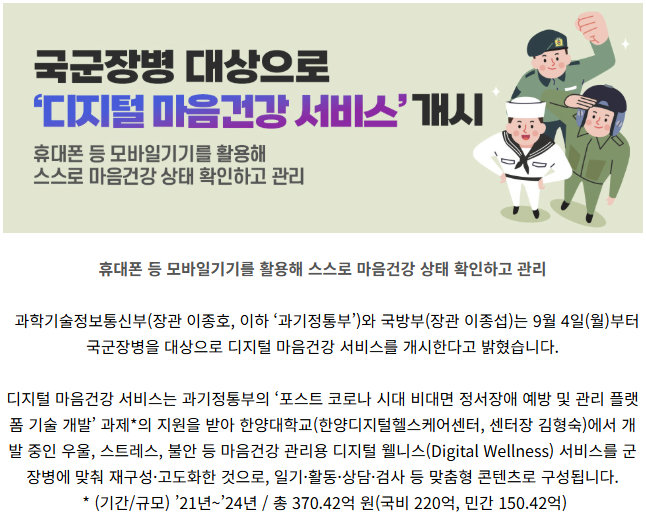 국군장병 대상으로
‘디지털 마음건강 서비스’ 개시
휴대폰 등 모바일기기를 활용해
스스로 마음건강 상태 확인하고 관리
휴대폰 등 모바일기기를 활용해 스스로 마음건강 상태 확인하고 관리
과학기술정보통신부(장관 이종호, 이하 ‘과기정통부’)와 국방부(장관 이종섭)는 9월 4일(월)부터
국군장병을 대상으로 디지털 마음건강 서비스를 개시한다고 밝혔습니다.
디지털 마음건강 서비스는 과기정통부의 ‘포스트 코로나 시대 비대면 정서장애 예방 및 관리 플랫
폼 기술 개발’ 과제*의 지원을 받아 한양대학교(한양디지털헬스케어센터, 센터장 김형숙)에서 개
발 중인 우울, 스트레스, 불안 등 마음건강 관리용 디지털 웰니스(Digital Wellness) 서비스를 군
장병에 맞춰 재구성·고도화한 것으로, 일기·활동·상담·검사 등 맞춤형 콘텐츠로 구성됩니다.
* (기간/규모) ’21년~’24년 / 총 370.42억 원(국비 220억, 민간 150.42억)